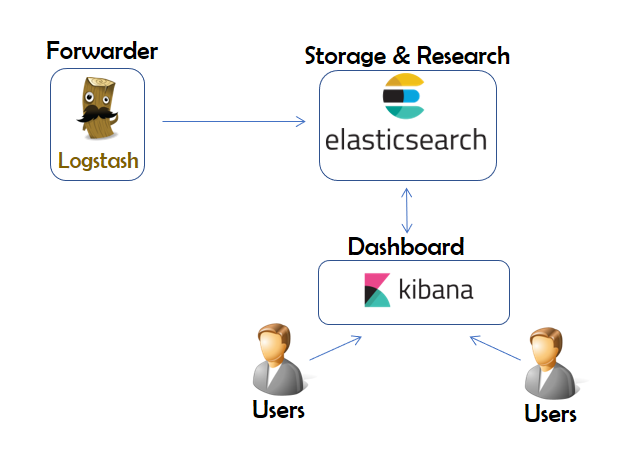 Forwarder
Storage & Research
Logstash
elasticsearch
Dashboard
kibana
Users
Users